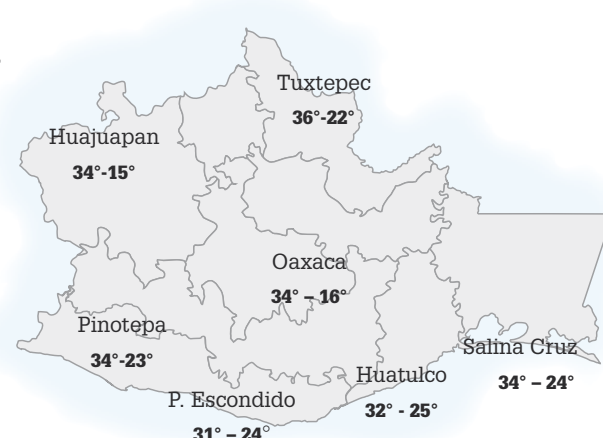 Tuxtepec
36°-22°
Huajuapan
34°-15°
Oaxaca
34° – 16°
Pinotepa
34°-23°
Salina Cruz
34° – 24°
Huatulco
32° - 25°
P. Escondido
31° – 24°